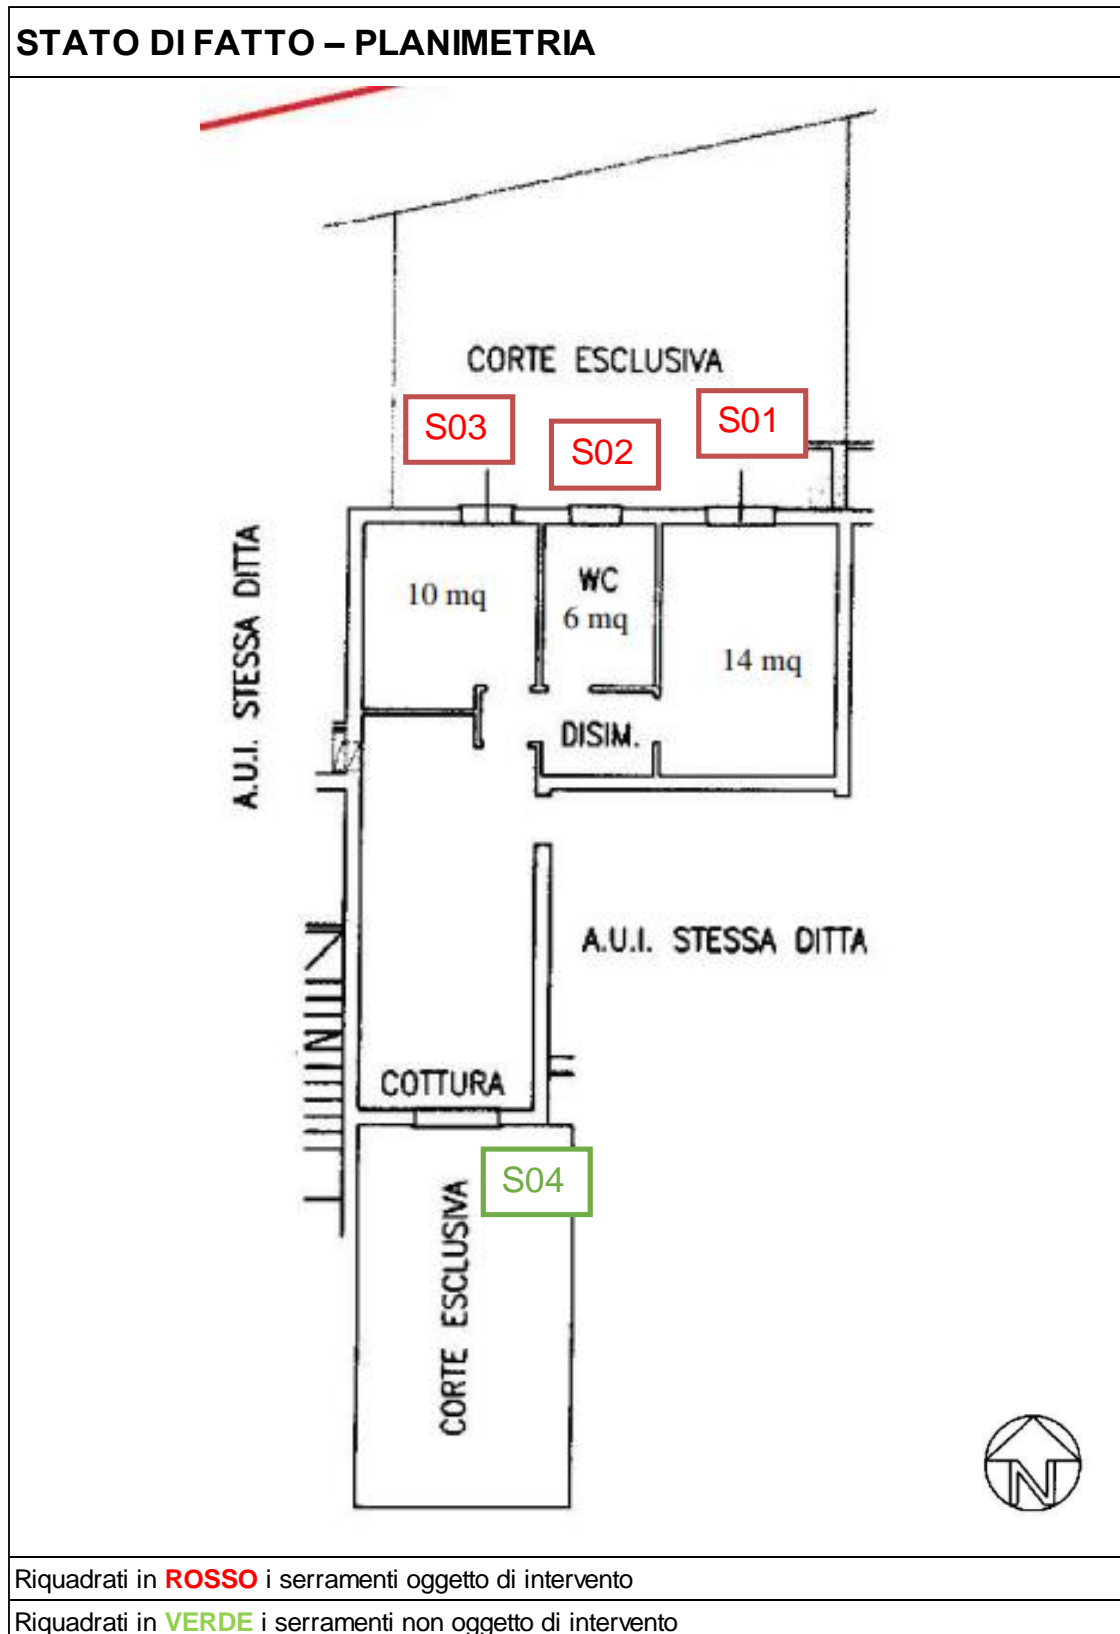 STATO DI FATTO – PLANIMETRIA
CORTE ESCLUSIVA
S03
S02
S01
A.U.I. STESSA DITTA
10 mq
WC
6 mq
14 mq
DISIM.
A.U.I. STESSA DITTA
COTTURA
S04
CORTE ESCLUSIVA
N
Riquadrati in ROSSO i serramenti oggetto di intervento
Riquadrati in VERDE i serramenti non oggetto di intervento